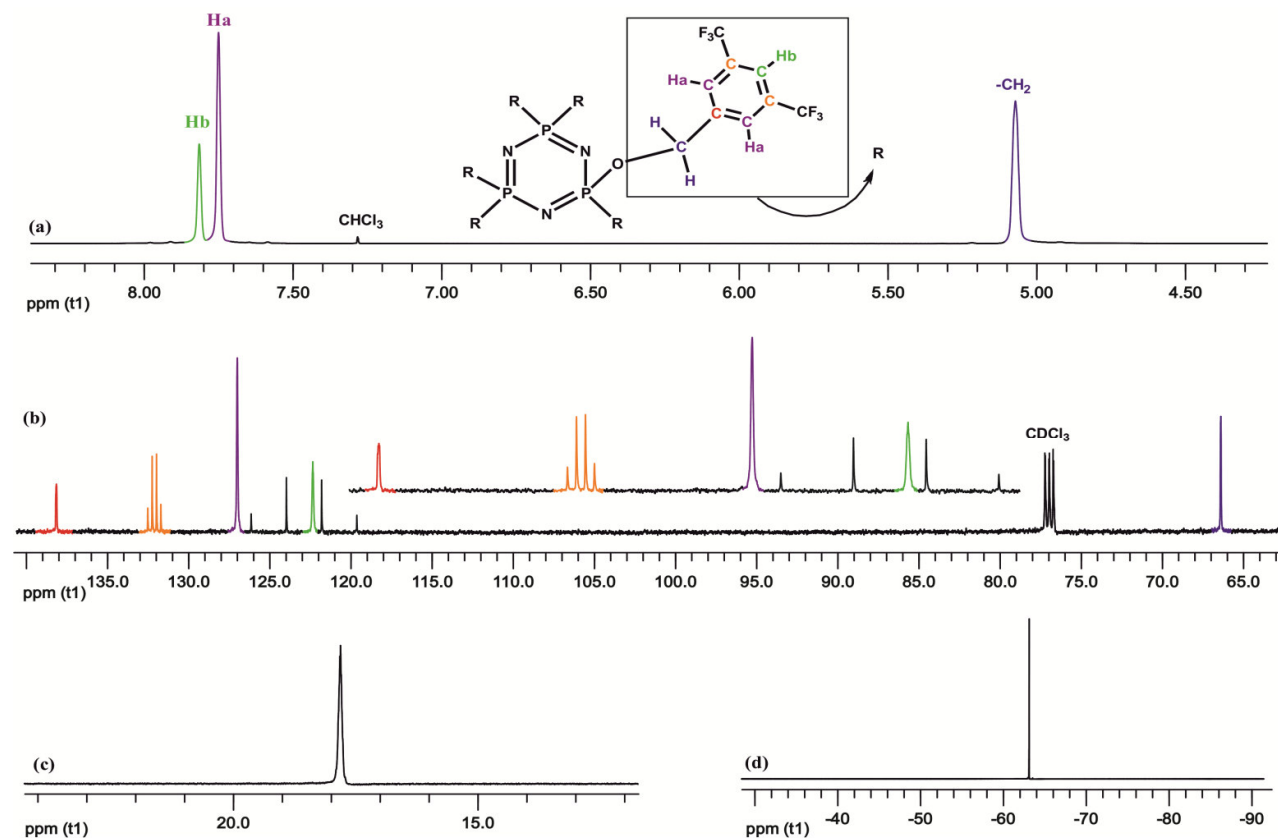 Ha
Hb
-CH2
F3C
Hb
C
C
C
Ha
C
C
C
CF3
Ha
H
C
H
O
R
R R
P
N N
R
P P
R
N
R R
CHCl3
(a)
8.00 7.50 7.00 6.50 6.00 5.50 5.00 4.50
ppm (t1)
(b)
CDCl3
135.0 130.0 125.0 120.0 115.0 110.0 105.0 100.0 95.0 90.0 85.0 80.0 75.0 70.0 65.0
ppm (t1)
(c)
20.0 15.0
ppm (t1)
(d)
-40 -50 -60 -70 -80 -90
ppm (t1)